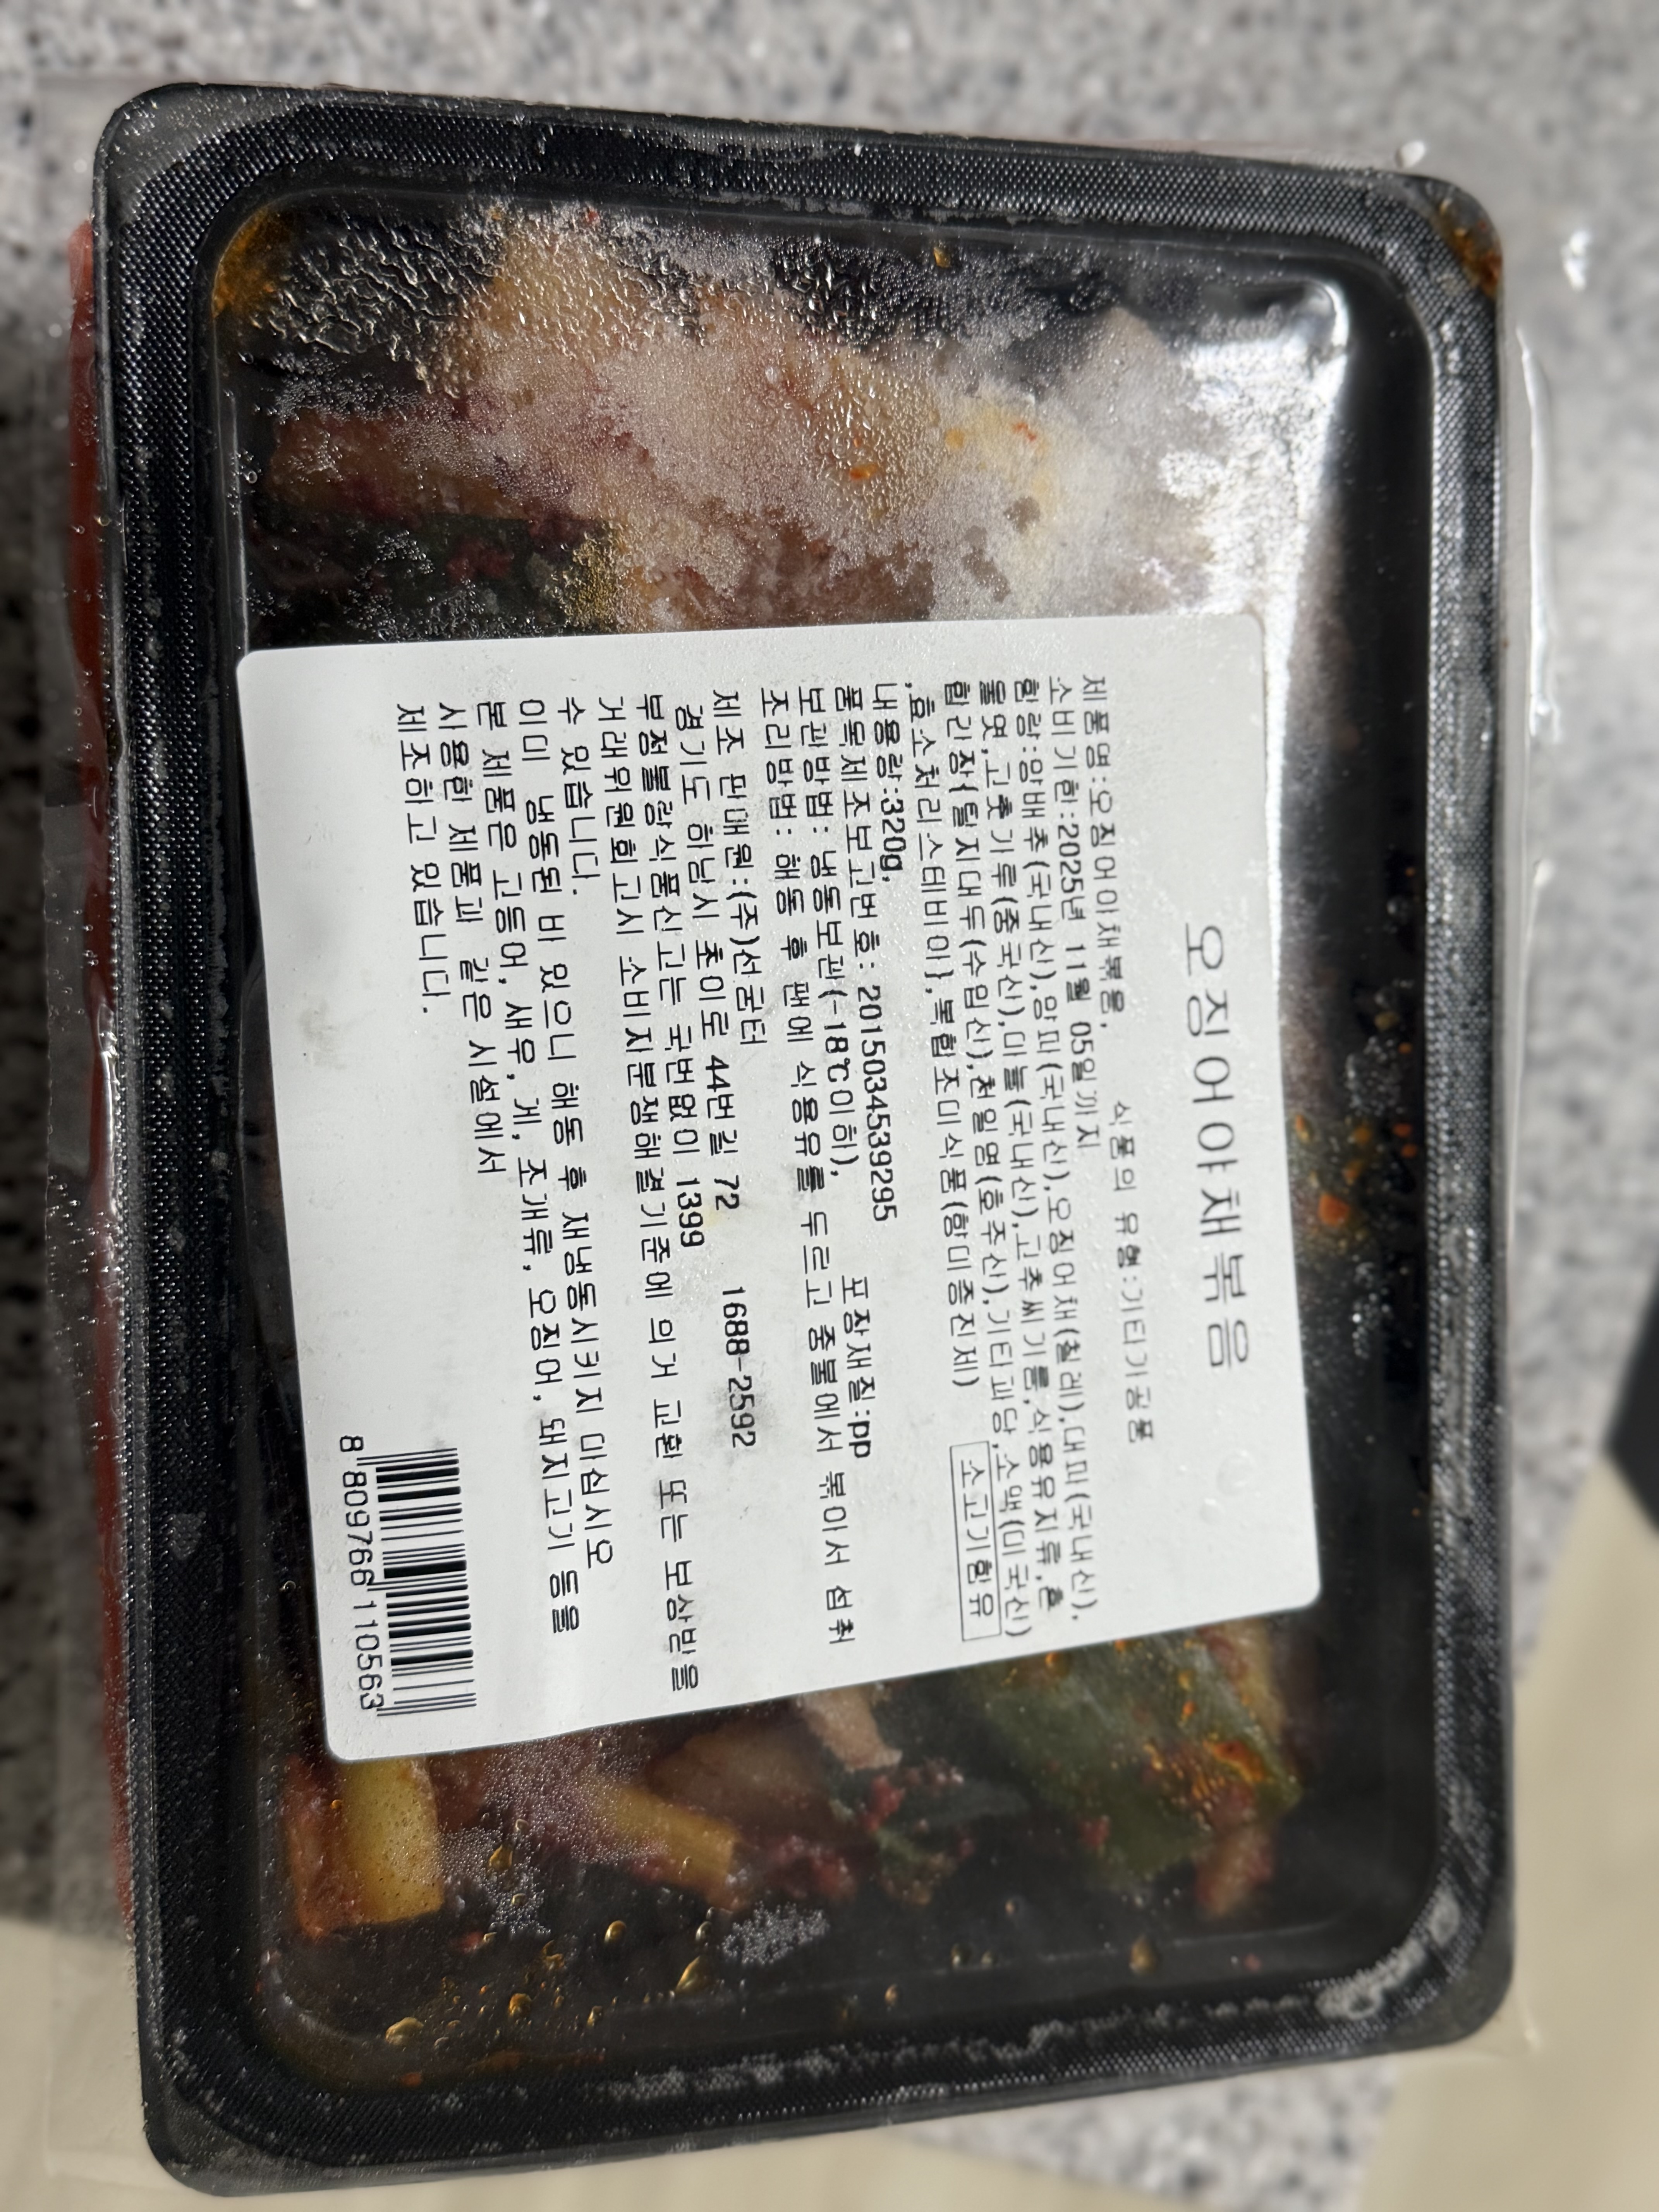 오징어야채볶음
식품의 유형:기타가공품
제품명:오징어야채볶음,
소비기한:2025년 11월 05일까지
함량:양배추(국내산),양파(국내산),오징어채(칠레),대파(국내산),
물엿,고춧가루(중국산),마늘(국내산),고추씨기름,식용유지류,혼
합간장{탈지대두(수입산),천일염(호주산),기타과당,소맥(미국산)
,효소처리스테비아},복합조미식품(향미증진제)
소고기함유
내용량:320g,
품목제조보고번호: 2015034539295
포장재질:pp
보관방법: 냉동보관(-18℃이하),
조리방법: 해동 후 팬에 식용유를 두르고 중불에서 볶아서 섭취
제조 판매원:(주)선굼터
경기도 하남시 초이로 44번길 72 1688-2592
부정불량식품신고는 국번없이 1399
거래위원회고시 소비자분쟁해결기준에 의거 교환 또는 보상받을
수 있습니다.
이미 냉동된 바 있으니 해동 후 재냉동시키지 마십시오
본 제품은 고등어, 새우, 게, 조개류, 오징어, 돼지고기 등을
사용한 제품과 같은 시설에서
제조하고 있습니다.
8 809766 110563